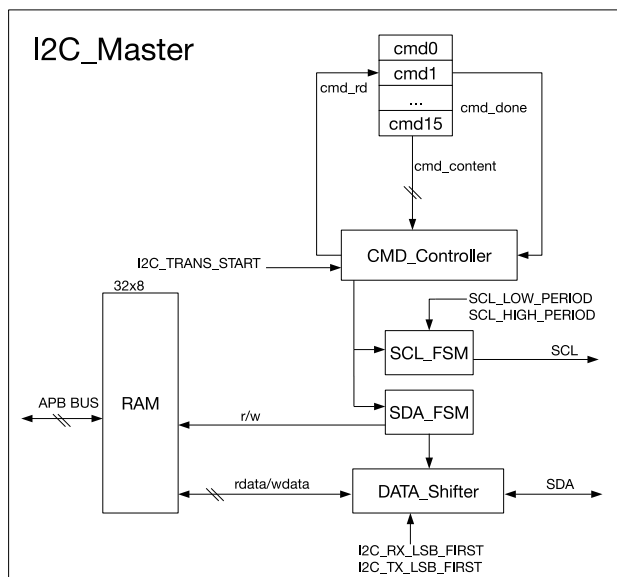 I2C_Master
cmd0
cmd1
...
cmd15
cmd_rd
cmd_done
cmd_content
CMD_Controller
I2C_TRANS_START
32x8
SCL_LOW_PERIOD
SCL_HIGH_PERIOD
SCL_FSM
SCL
APB BUS
RAM
r/w
SDA_FSM
rdata/wdata
DATA_Shifter
SDA
I2C_RX_LSB_FIRST
I2C_TX_LSB_FIRST